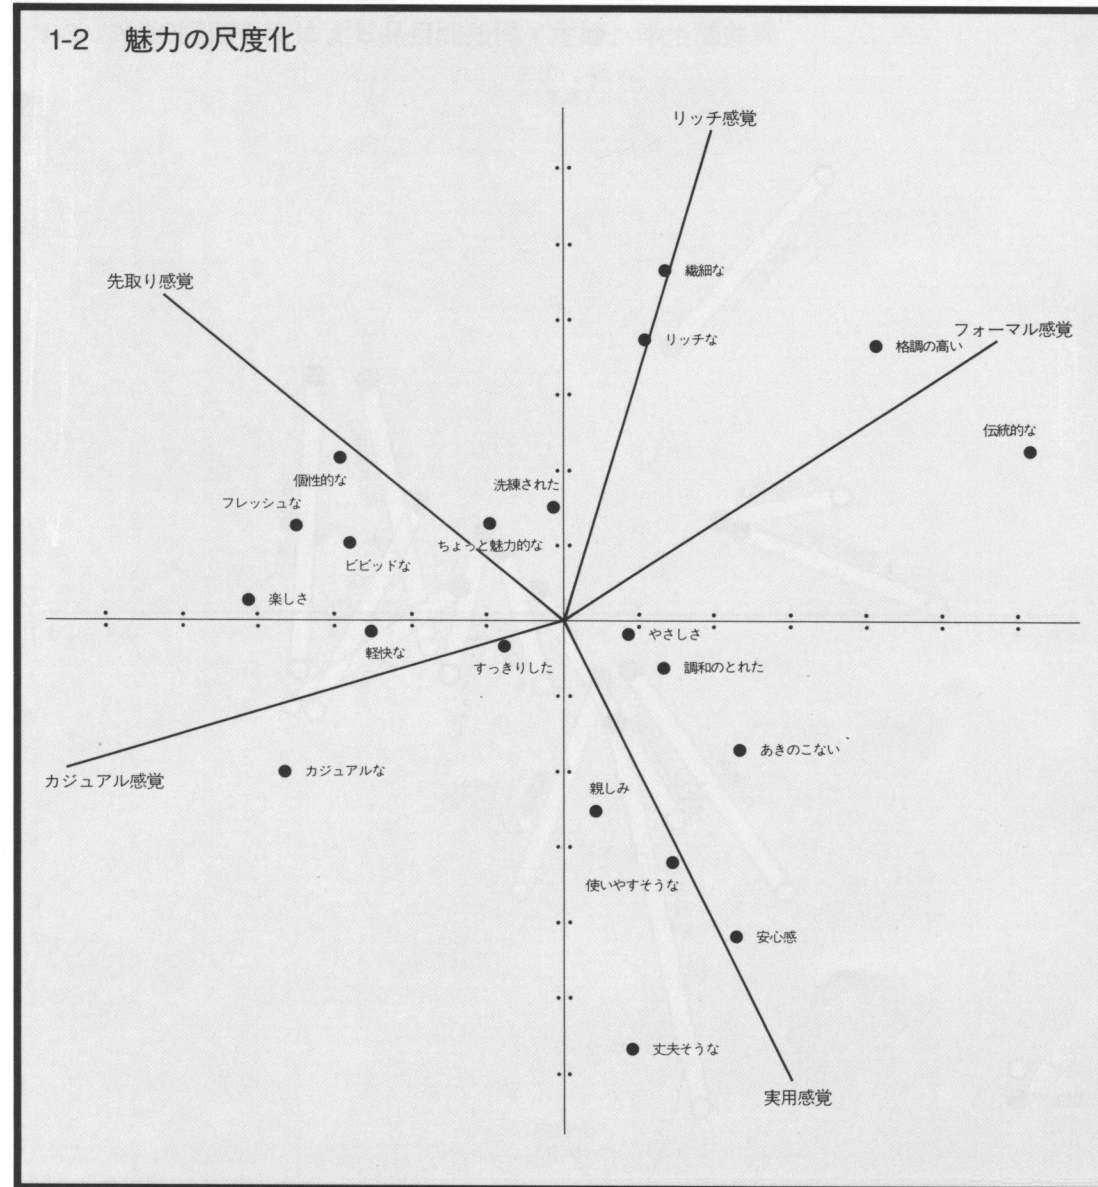 1-2 魅力の尺度化
リッチ感覚
繊細な
先取り感覚
フォーマル感覚
リッチな
格調の高い
伝統的な
個性的な
洗練された
フレッシュな
ちょっと魅力的な
ビビッドな
楽しさ
やさしさ
軽快な
すっきりした
調和のとれた
あきのこない
カジュアル感覚
カジュアルな
親しみ
使いやすそうな
安心感
丈夫そうな
実用感覚